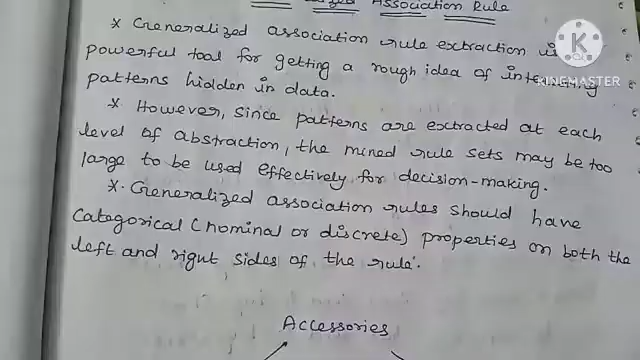 Association Rule
* Generalized association rule extraction is
powerful tool for getting a rough idea of interesting
patterns hidden in data.
* However, since patterns are extracted at each
level of abstraction, the mined rule sets may be too
large to be used effectively for decision-making.
*. Generalized association rules should have
Categorical (nominal or discrete) properties on both the
left and right sides of the rule.
Accessories
KINEMASTER